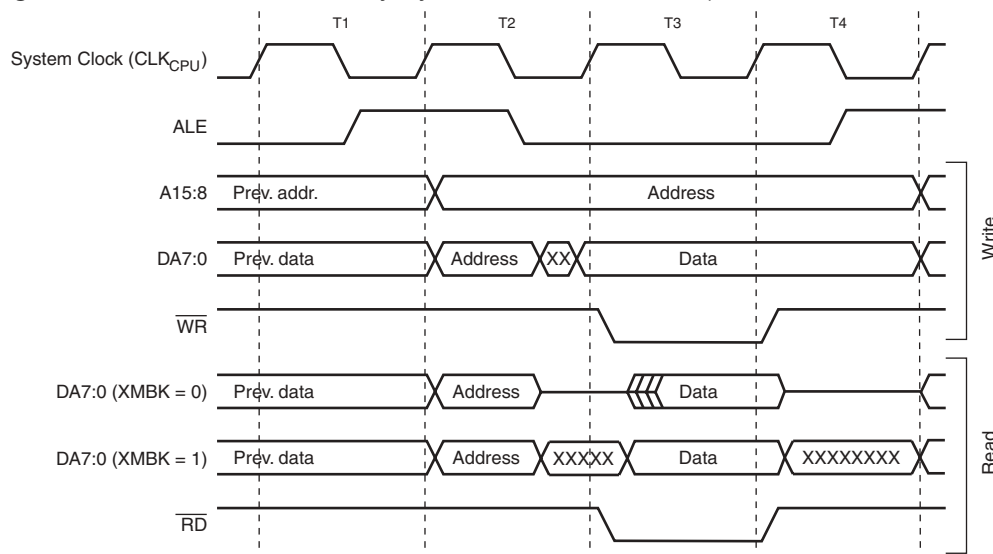 T1 T2 T3 T4
System Clock (CLKCPU)
ALE
A15:8 Prev. addr. Address
DA7:0 Prev. data Address XX Data
WR
Write
DA7:0 (XMBK = 0) Prev. data Address Data
DA7:0 (XMBK = 1) Prev. data Address XXXXX Data XXXXXXXX
RD
Read